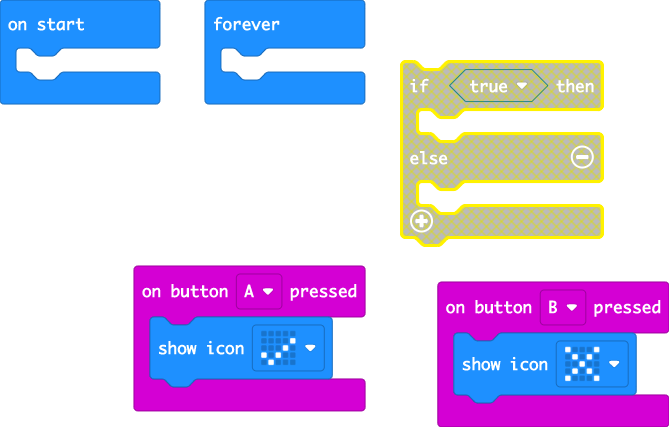 on start
forever
if true then
else
on button A pressed
show icon
on button B pressed
show icon